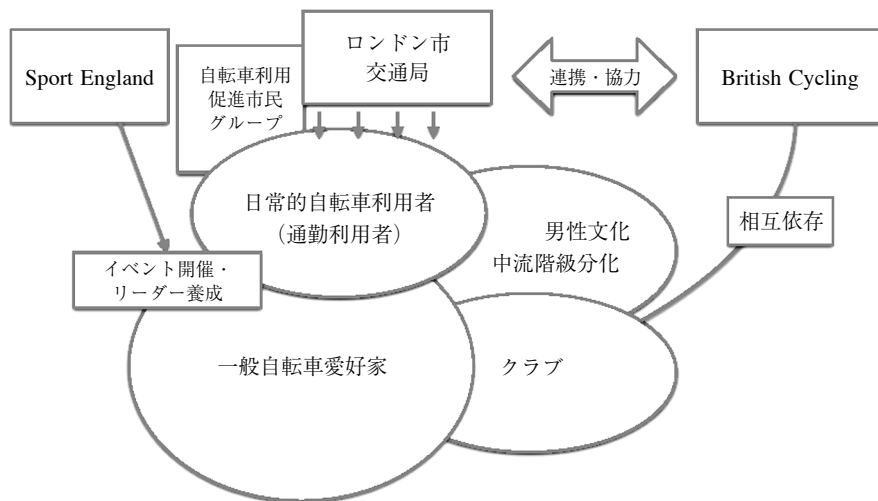 Sport England
自転車利用
促進市民
グループ
ロンドン市
交通局
連携・協力
British Cycling
日常的自転車利用者
（通勤利用者）
男性文化
中流階級分化
相互依存
イベント開催・
リーダー養成
一般自転車愛好家
クラブ